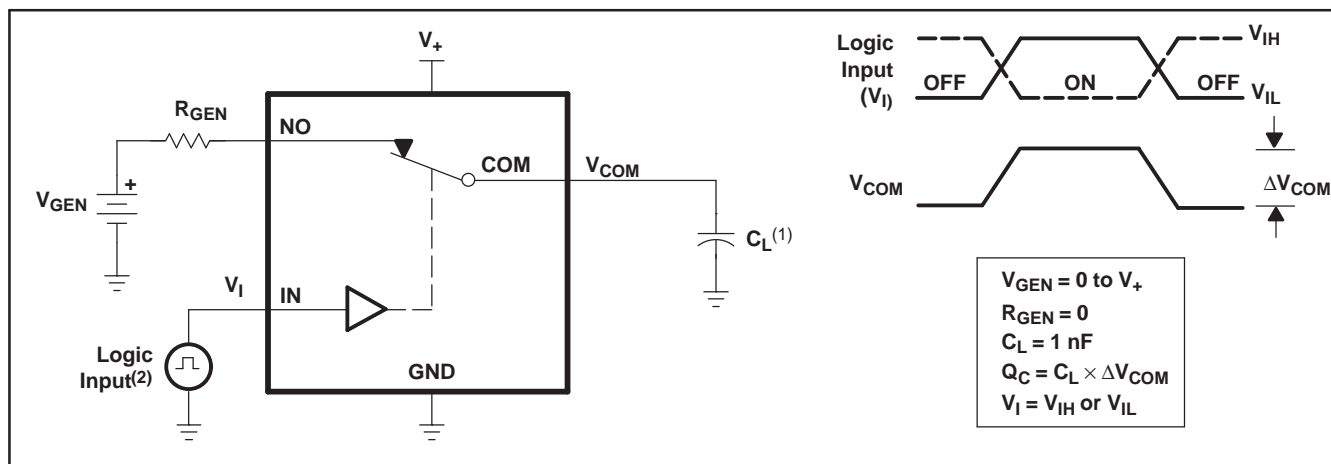 V+
RGEN
NO
COM
VCOM
VGEN
+
CL(1)
VI
IN
Logic
Input(2)
GND
Logic
Input
(VI)
VIH
OFF
ON
OFF
VIL
VCOM
ΔVCOM
VGEN = 0 to V+
RGEN = 0
CL = 1 nF
QC = CL × ΔVCOM
VI = VIH or VIL